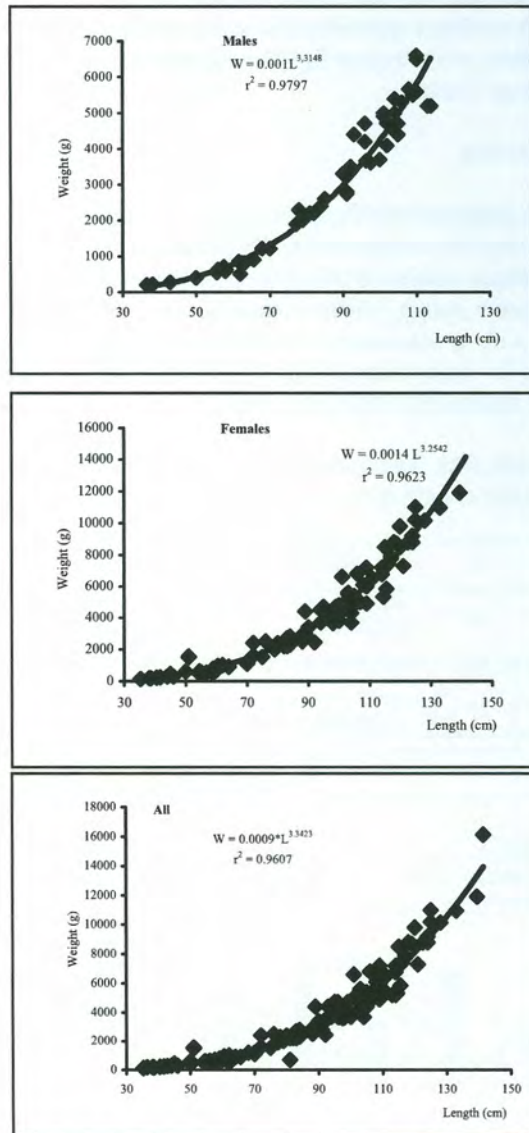 Males
W = 0.001L^3,3148
r² = 0.9797
7000
6000
5000
4000
3000
2000
1000
0
Weight (g)
30 50 70 90 110 130
Length (cm)
Females
W = 0.0014 L^3.2542
r² = 0.9623
16000
14000
12000
10000
8000
6000
4000
2000
0
Weight (g)
30 50 70 90 110 130 150
Length (cm)
All
W = 0.0009*L^3.3423
r² = 0.9607
18000
16000
14000
12000
10000
8000
6000
4000
2000
0
Weight (g)
30 50 70 90 110 130 150
Length (cm)